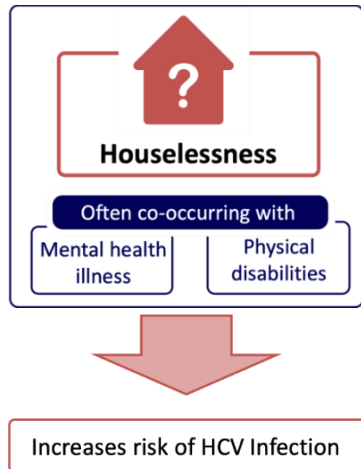 ?
Houselessness
Often co-occurring with
Mental health
illness
Physical
disabilities
Increases risk of HCV Infection